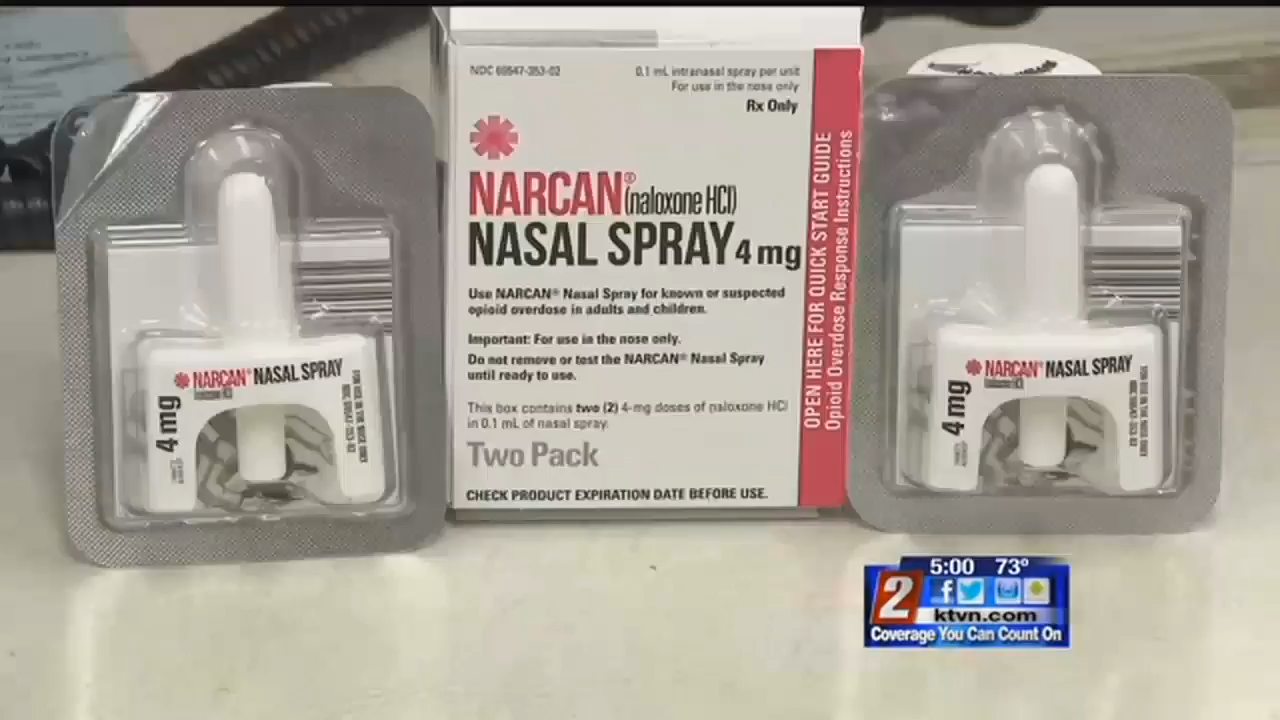 NDC 69547-353-02
0.1 mL intranasal spray per unit
For use in the nose only
Rx Only
NARCAN® (naloxone HCl)
NASAL SPRAY 4 mg
Use NARCAN® Nasal Spray for known or suspected
opioid overdose in adults and children.
Important: For use in the nose only.
Do not remove or test the NARCAN® Nasal Spray
until ready to use.
This box contains two (2) 4-mg doses of naloxone HCl
in 0.1 mL of nasal spray.
Two Pack
CHECK PRODUCT EXPIRATION DATE BEFORE USE.
OPEN HERE FOR QUICK START GUIDE
Opioid Overdose Response Instructions
NARCAN® NASAL SPRAY
4 mg
NARCAN® NASAL SPRAY
4 mg
5:00 73°
2
ktvn.com
Coverage You Can Count On